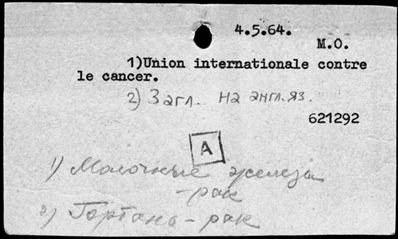 4.5.64.
М.О.
1)Union internationale contre
le cancer.
2) Загл. на англ.яз.
621292
A
1) Молочные железы
- рак
2) Гортань - рак